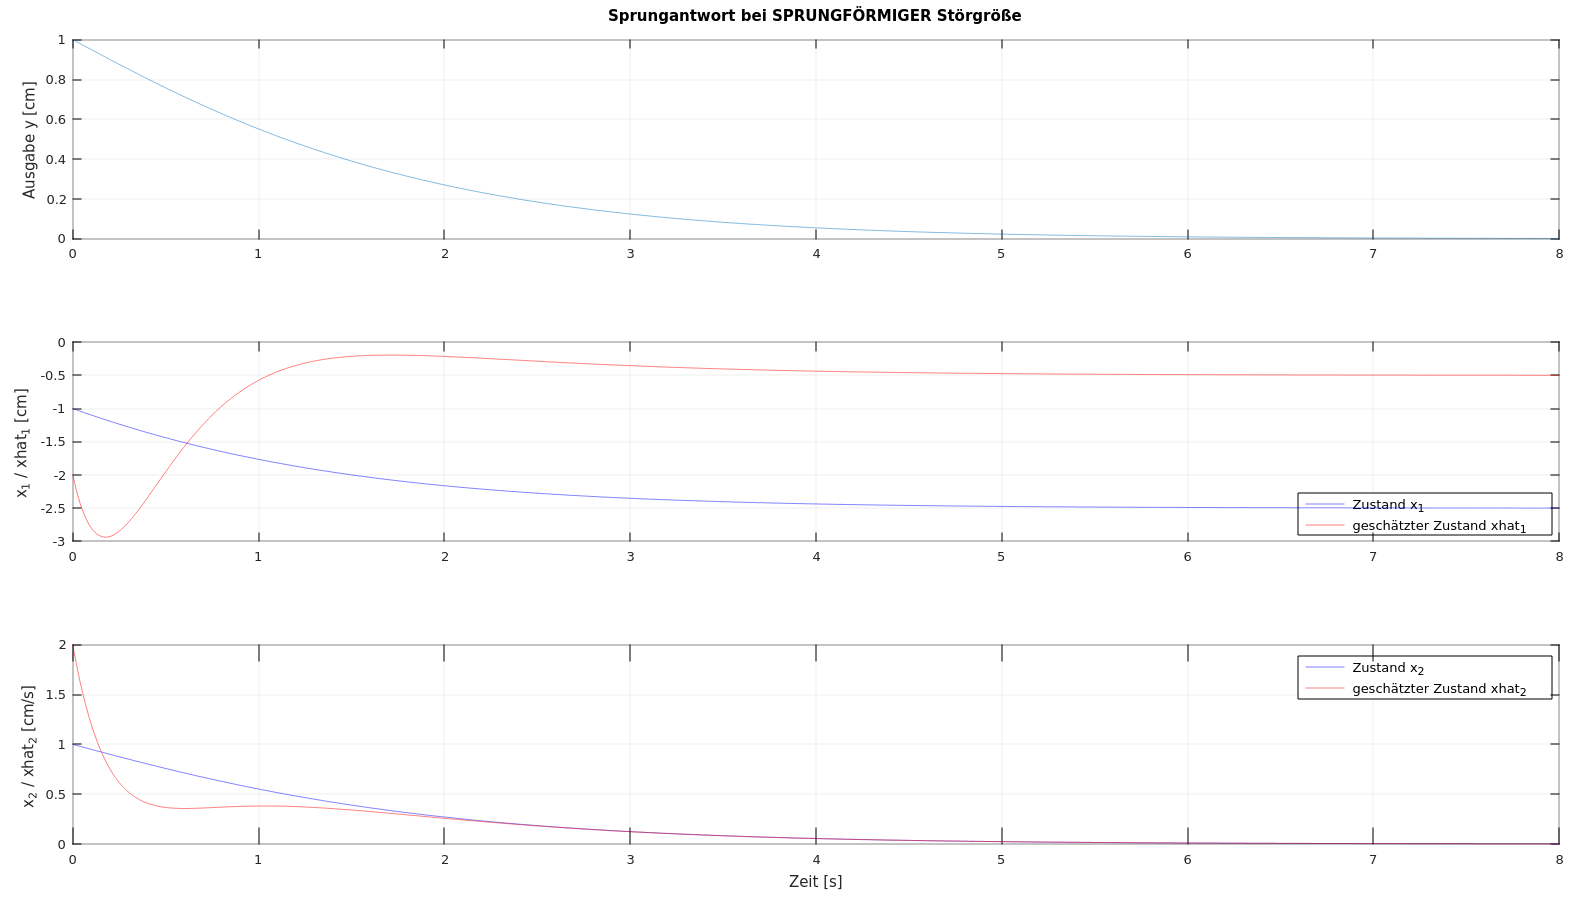 Sprungantwort bei SPRUNGFÖRMIGER Störgröße
Ausgabe y [cm]
1
0.8
0.6
0.4
0.2
0
0 1 2 3 4 5 6 7 8
x1 / xhat1 [cm]
0
-0.5
-1
-1.5
-2
-2.5
-3
Zustand x1
geschätzter Zustand xhat1
0 1 2 3 4 5 6 7 8
x2 / xhat2 [cm/s]
2
1.5
1
0.5
0
Zustand x2
geschätzter Zustand xhat2
0 1 2 3 4 5 6 7 8
Zeit [s]